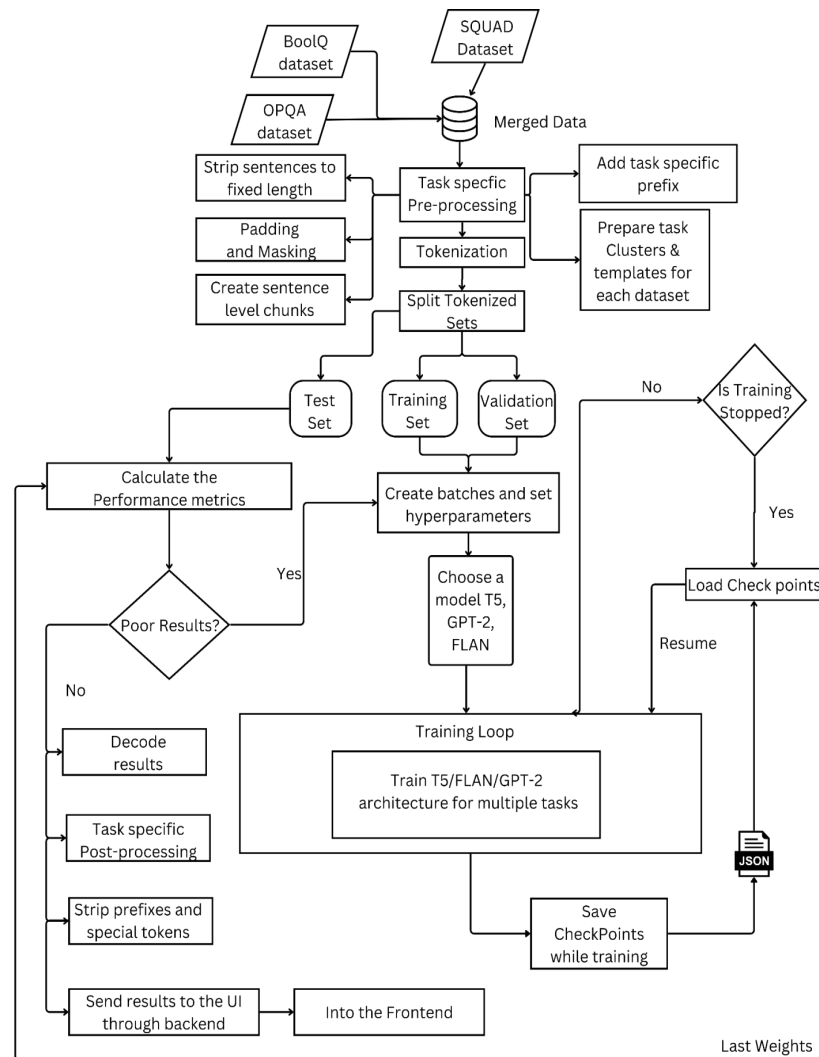 SQUAD
Dataset
BoolQ
dataset
OPQA
dataset
Merged Data
Strip sentences to
fixed length
Task specfic
Pre-processing
Add task specific
prefix
Padding
and Masking
Tokenization
Prepare task
Clusters &
templates for
each dataset
Create sentence
level chunks
Split Tokenized
Sets
Test
Set
Training
Set
Validation
Set
No
Is Training
Stopped?
Calculate the
Performance metrics
Create batches and set
hyperparameters
Yes
Yes
Choose a
model T5,
GPT-2,
FLAN
Load Check points
Poor Results?
Resume
No
Training Loop
Decode
results
Train T5/FLAN/GPT-2
architecture for multiple tasks
Task specific
Post-processing
JSON
Strip prefixes and
special tokens
Save
CheckPoints
while training
Send results to the UI
through backend
Into the Frontend
Last Weights